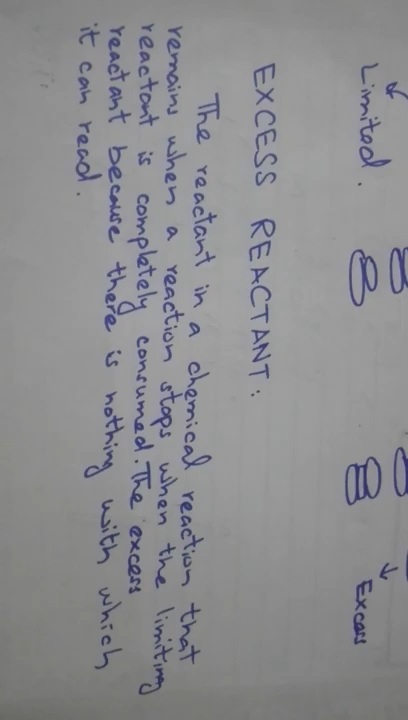 Limited.
Excess
EXCESS REACTANT:
The reactant in a chemical reaction that
remains when a reaction stops when the limiting
reactant is completely consumed. The excess
reactant because there is nothing with which
it can read.